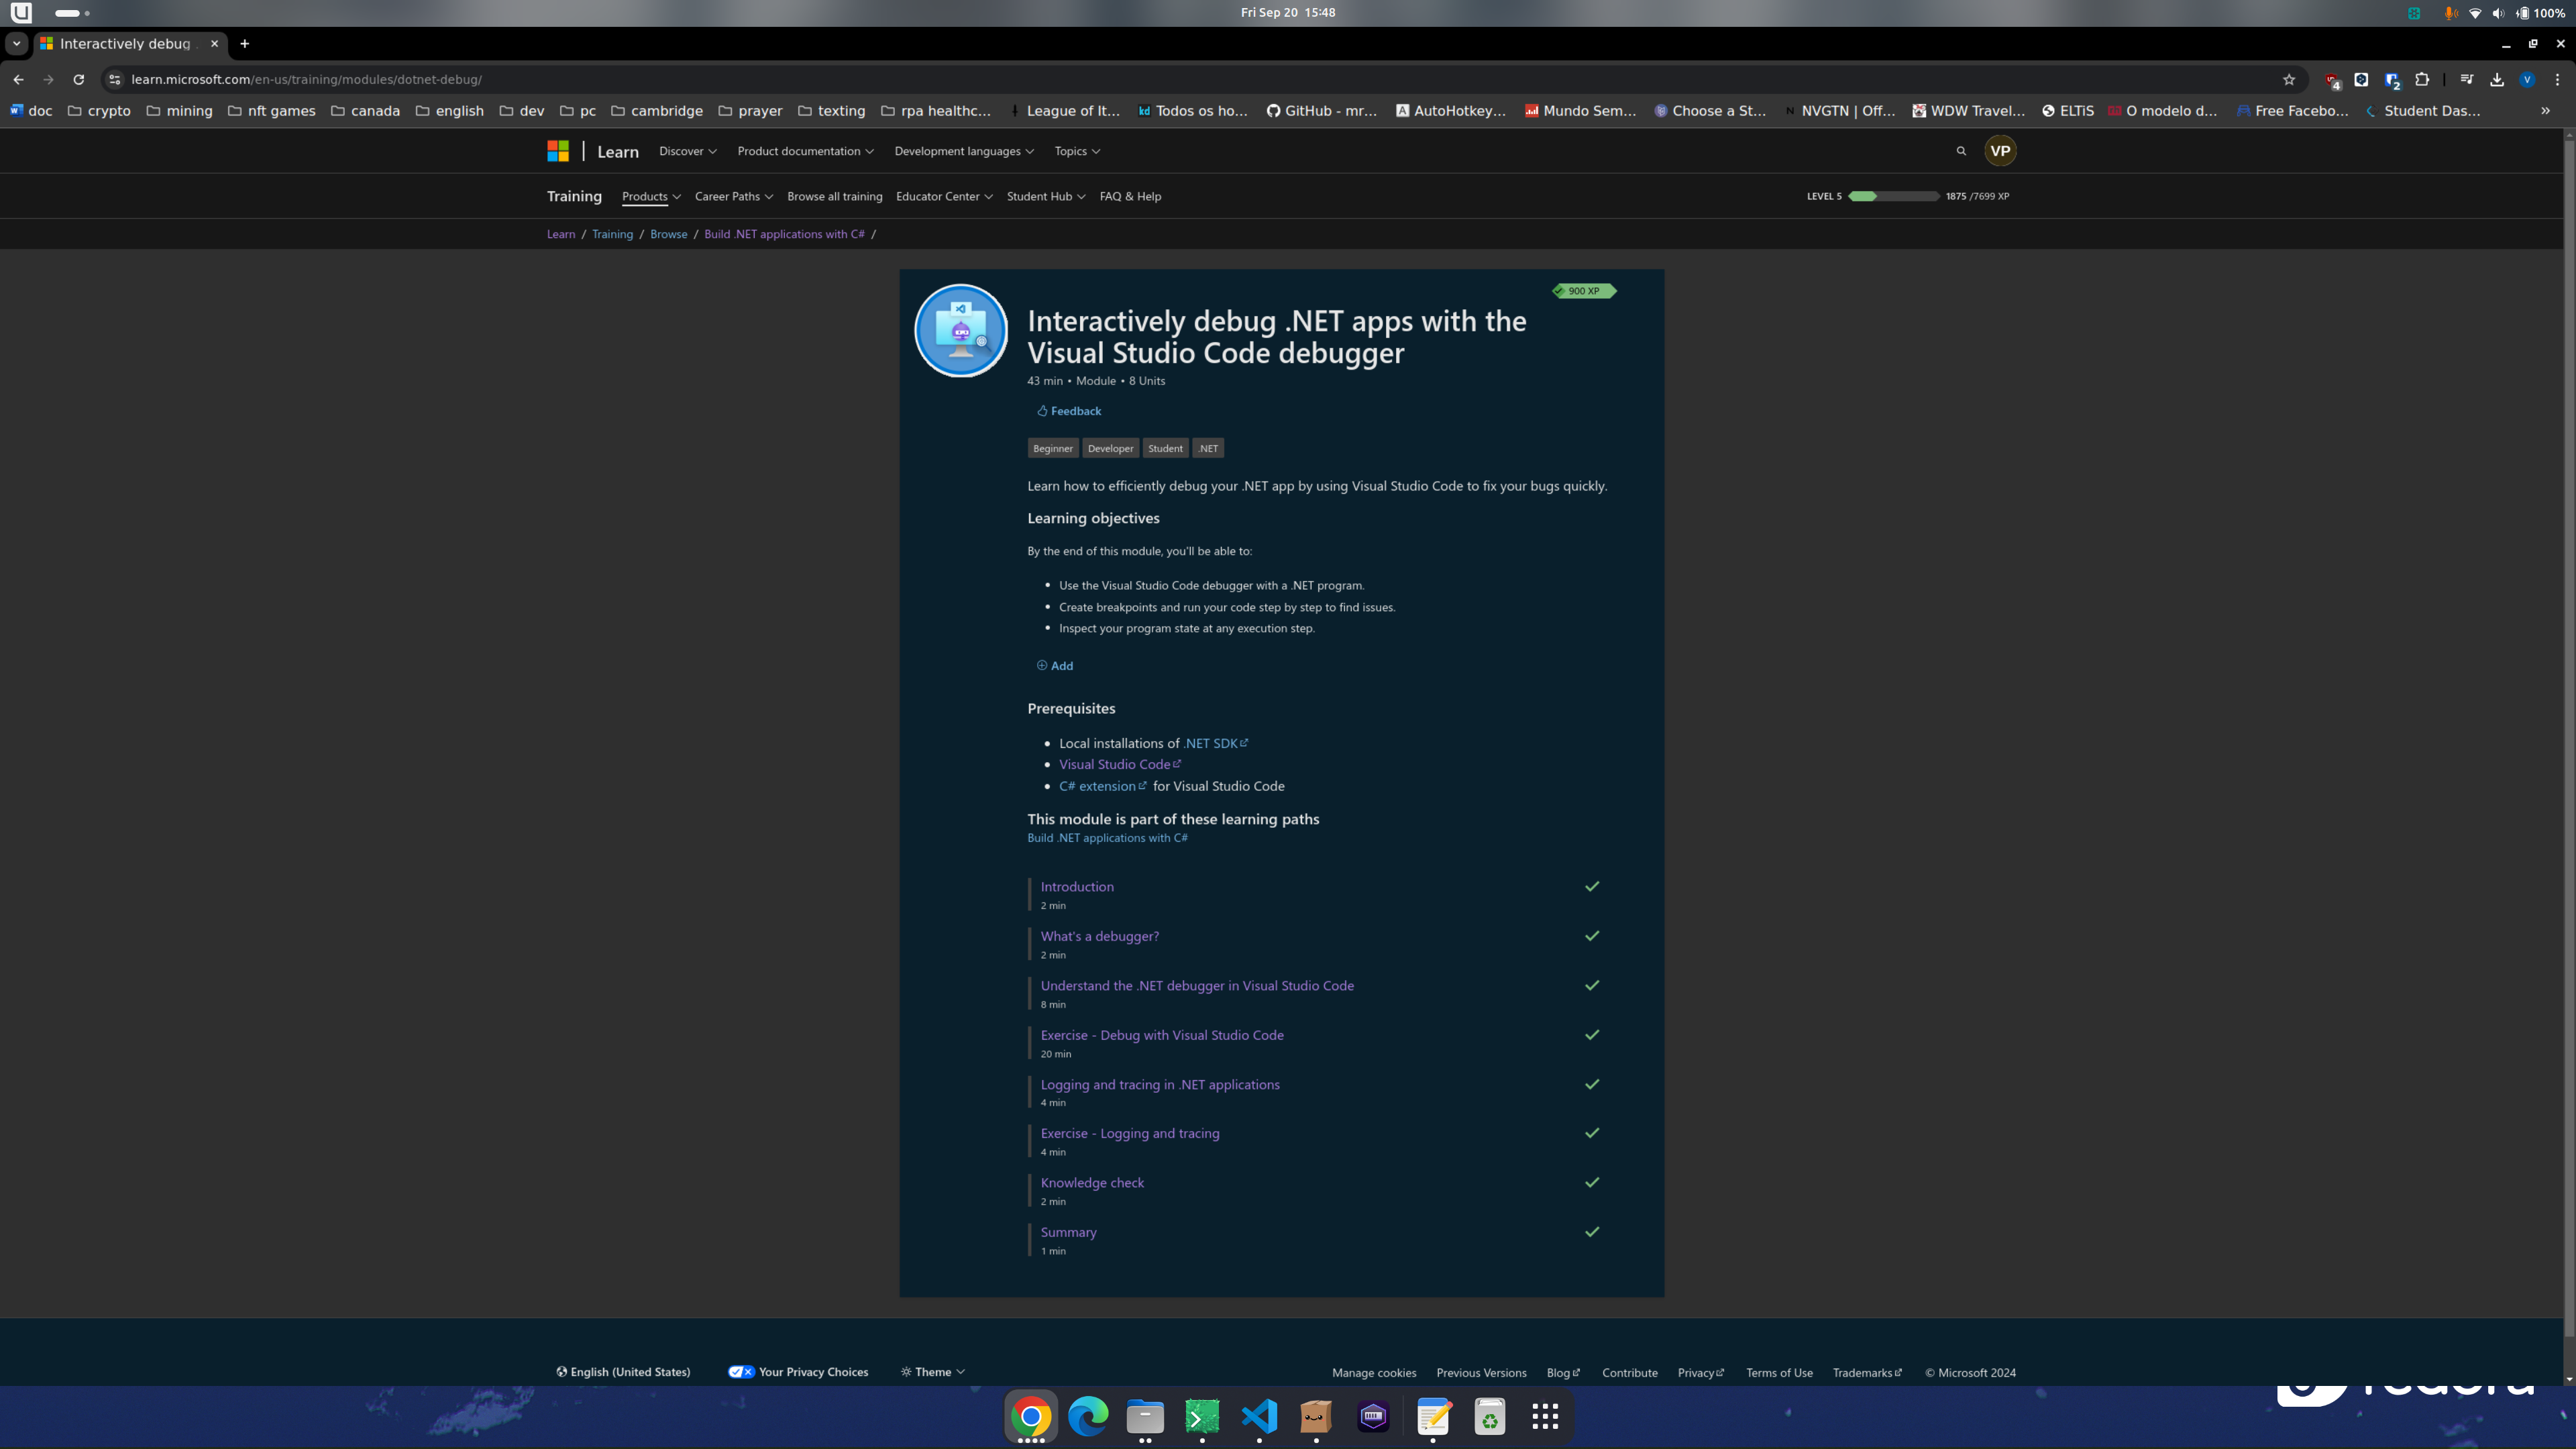 Fri Sep 20 15:48
100%
Interactively debug
learn.microsoft.com/en-us/training/modules/dotnet-debug/
4
2
V
doc crypto mining nft games canada english dev pc cambridge prayer texting rpa healthc... League of It... Todos os ho... GitHub - mr... AutoHotkey... Mundo Sem... Choose a St... NVGTN | Off... WDW Travel... ELTiS O modelo d... Free Facebo... Student Das... »
Learn Discover Product documentation Development languages Topics
VP
Training Products Career Paths Browse all training Educator Center Student Hub FAQ & Help
LEVEL 5 1875 /7699 XP
Learn / Training / Browse / Build .NET applications with C# /
900 XP
Interactively debug .NET apps with the
Visual Studio Code debugger
43 min • Module • 8 Units
Feedback
Beginner Developer Student .NET
Learn how to efficiently debug your .NET app by using Visual Studio Code to fix your bugs quickly.
Learning objectives
By the end of this module, you'll be able to:
• Use the Visual Studio Code debugger with a .NET program.
• Create breakpoints and run your code step by step to find issues.
• Inspect your program state at any execution step.
Add
Prerequisites
• Local installations of .NET SDK
• Visual Studio Code
• C# extension for Visual Studio Code
This module is part of these learning paths
Build .NET applications with C#
Introduction
2 min
What's a debugger?
2 min
Understand the .NET debugger in Visual Studio Code
8 min
Exercise - Debug with Visual Studio Code
20 min
Logging and tracing in .NET applications
4 min
Exercise - Logging and tracing
4 min
Knowledge check
2 min
Summary
1 min
English (United States) Your Privacy Choices Theme
Manage cookies Previous Versions Blog Contribute Privacy Terms of Use Trademarks © Microsoft 2024